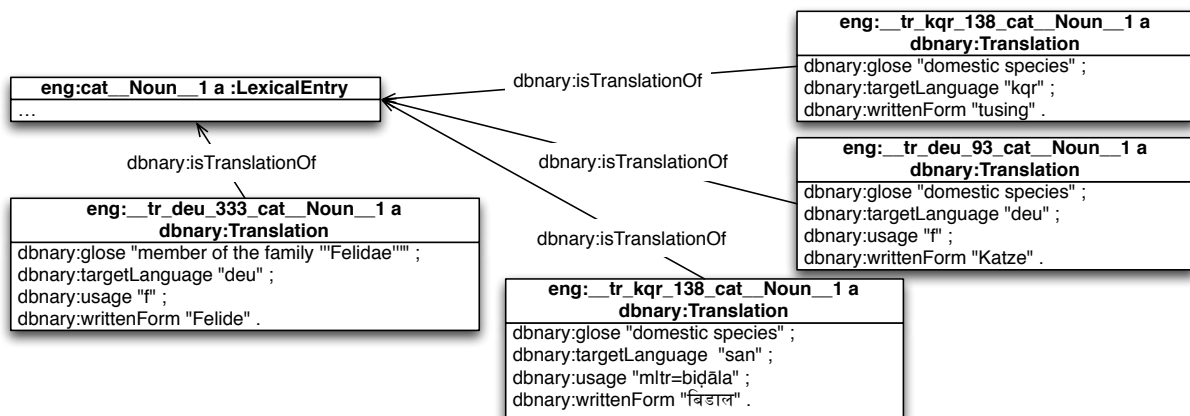 eng:cat__Noun__1 a :LexicalEntry
...
dbnary:isTranslationOf
eng:__tr_kqr_138_cat__Noun__1 a
dbnary:Translation
dbnary:glose "domestic species" ;
dbnary:targetLanguage "kqr" ;
dbnary:writtenForm "tusing" .
dbnary:isTranslationOf
eng:__tr_deu_93_cat__Noun__1 a
dbnary:Translation
dbnary:glose "domestic species" ;
dbnary:targetLanguage "deu" ;
dbnary:usage "f" ;
dbnary:writtenForm "Katze" .
dbnary:isTranslationOf
eng:__tr_deu_333_cat__Noun__1 a
dbnary:Translation
dbnary:glose "member of the family '''Felidae'''" ;
dbnary:targetLanguage "deu" ;
dbnary:usage "f" ;
dbnary:writtenForm "Felide" .
dbnary:isTranslationOf
eng:__tr_kqr_138_cat__Noun__1 a
dbnary:Translation
dbnary:glose "domestic species" ;
dbnary:targetLanguage "san" ;
dbnary:usage "mltr=biḍāla" ;
dbnary:writtenForm "बिडाल" .